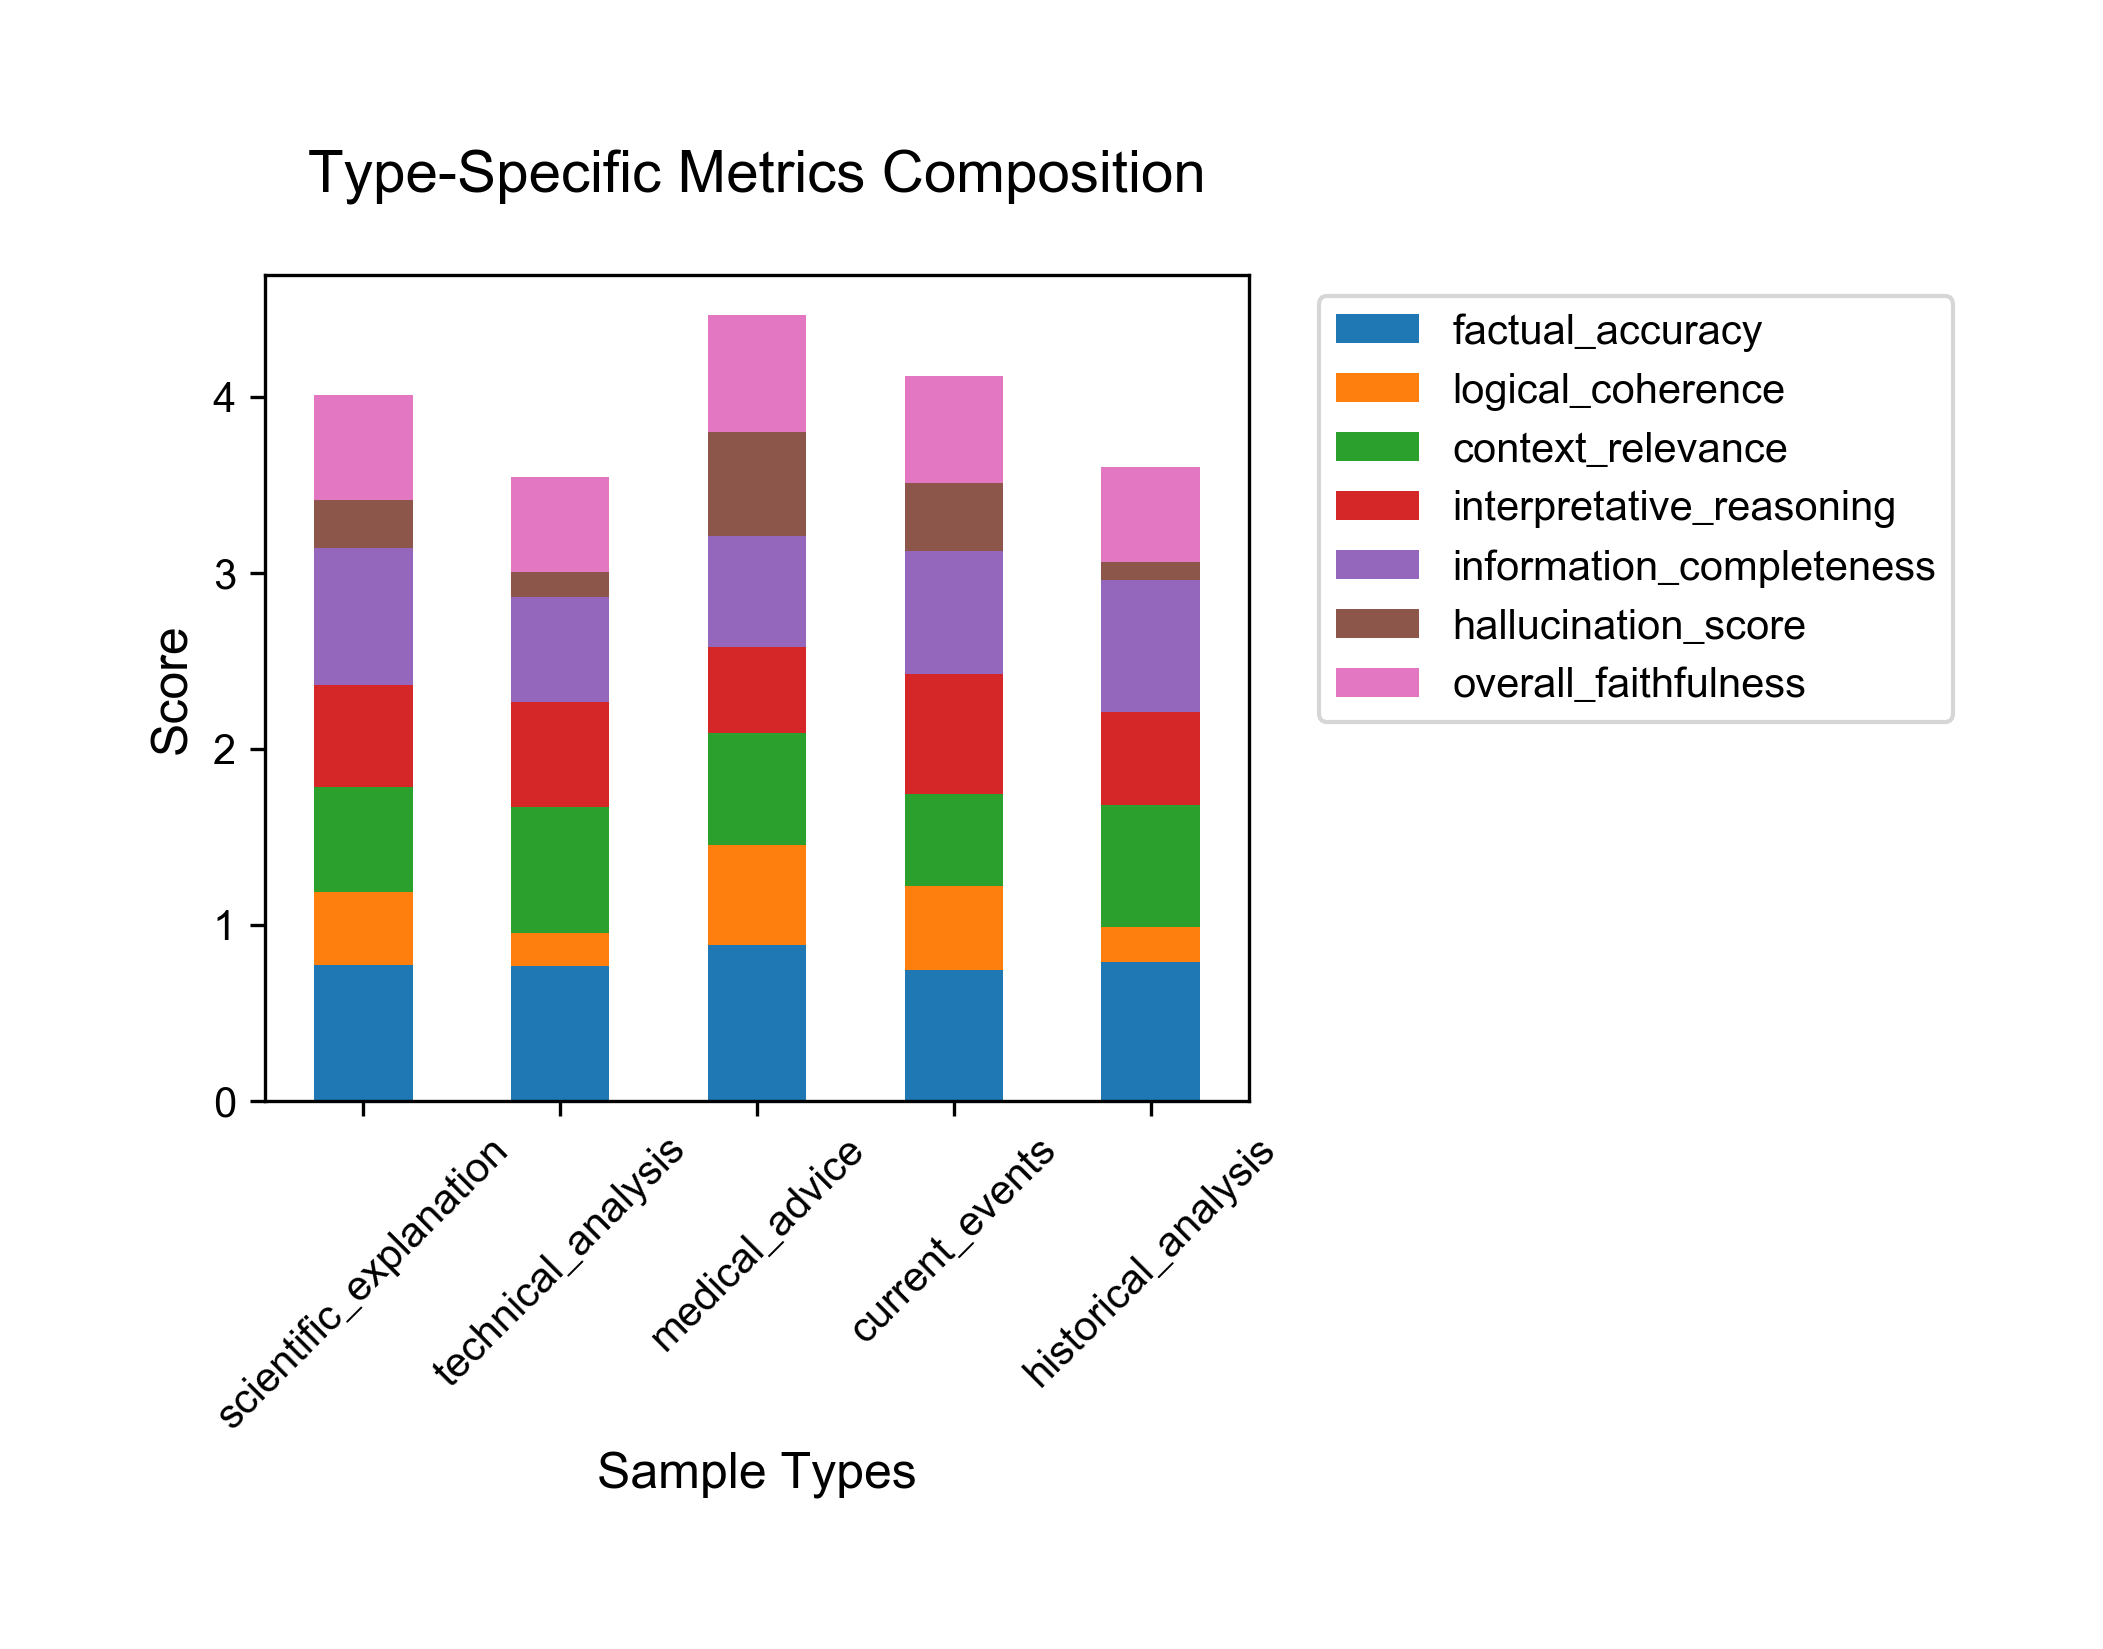 Type-Specific Metrics Composition
Score
4
3
2
1
0
scientific_explanation
technical_analysis
medical_advice
current_events
historical_analysis
Sample Types
factual_accuracy
logical_coherence
context_relevance
interpretative_reasoning
information_completeness
hallucination_score
overall_faithfulness